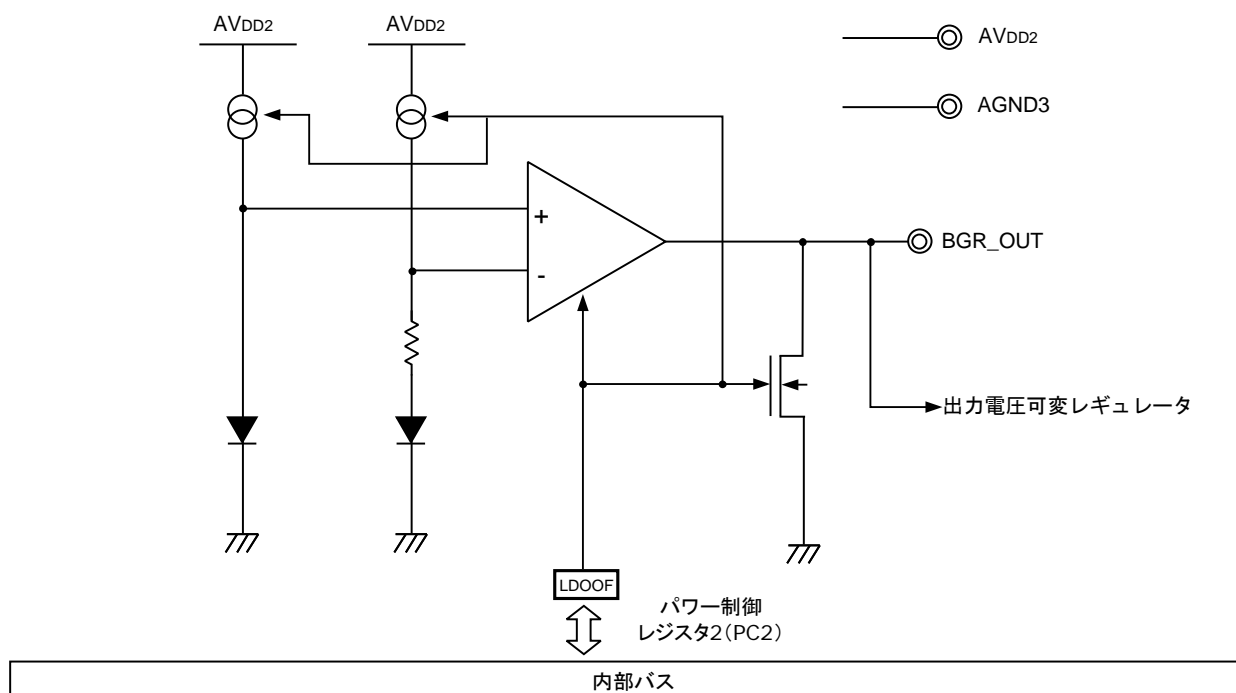 AVDD2
AVDD2
AVDD2
AGND3
+
-
BGR_OUT
出力電圧可変レギュレータ
LDOOF
パワー制御
レジスタ2(PC2)
内部バス